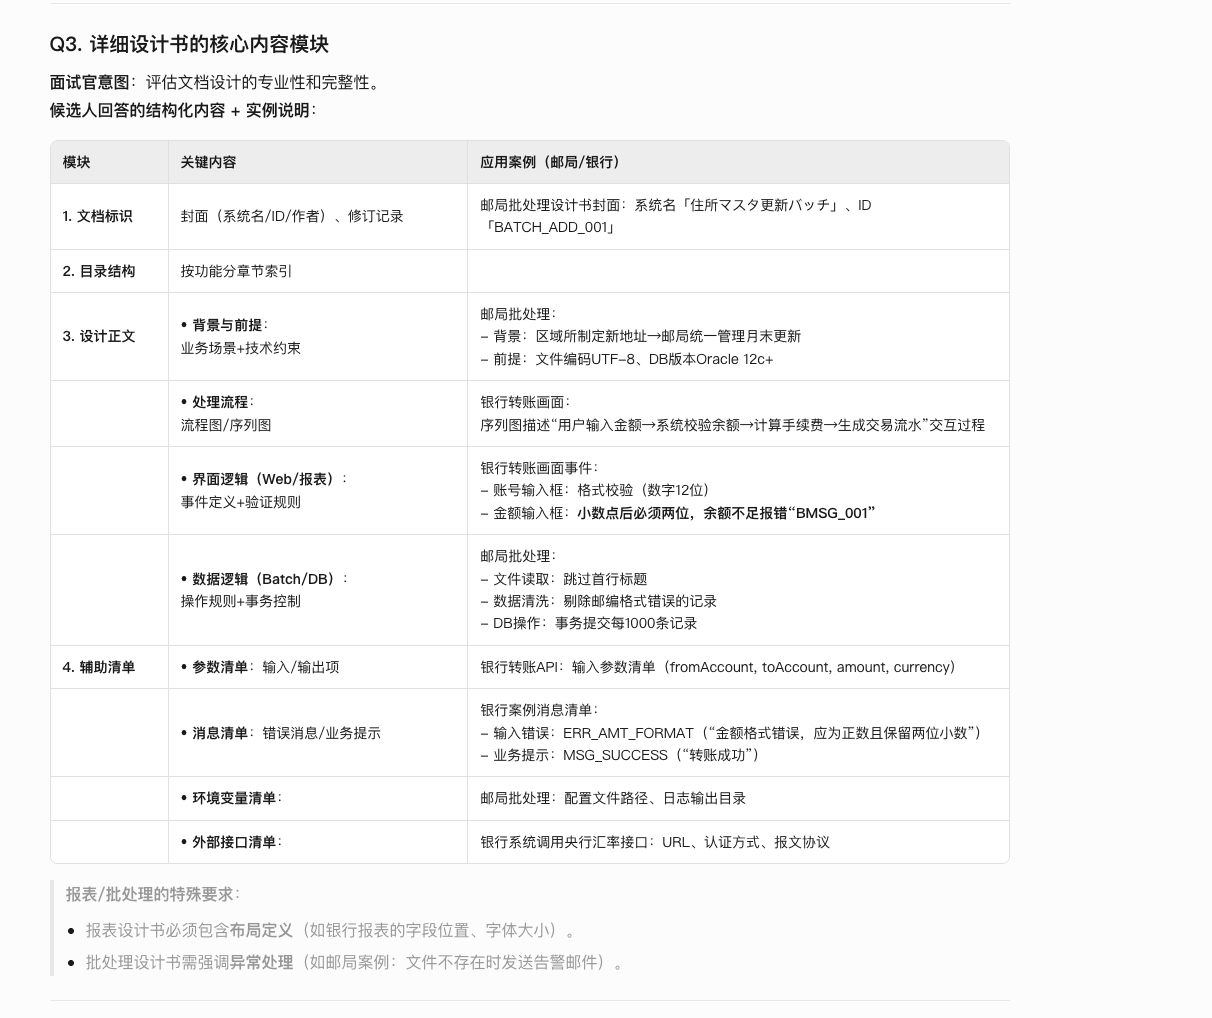 Q3. 详细设计书的核心内容模块
面试官意图：评估文档设计的专业性和完整性。
候选人回答的结构化内容 + 实例说明：
模块
关键内容
应用案例（邮局/银行）
1. 文档标识
封面（系统名/ID/作者）、修订记录
邮局批处理设计书封面：系统名「住所マスタ更新バッチ」、ID
「BATCH_ADD_001」
2. 目录结构
按功能分章节索引
3. 设计正文
• 背景与前提：
业务场景+技术约束
邮局批处理：
– 背景：区域所制定新地址→邮局统一管理月末更新
– 前提：文件编码UTF-8、DB版本Oracle 12c+
• 处理流程：
流程图/序列图
银行转账画面：
序列图描述“用户输入金额→系统校验余额→计算手续费→生成交易流水”交互过程
• 界面逻辑（Web/报表）：
事件定义+验证规则
银行转账画面事件：
– 账号输入框：格式校验（数字12位）
– 金额输入框：小数点后必须两位，余额不足报错“BMSG_001”
• 数据逻辑（Batch/DB）：
操作规则+事务控制
邮局批处理：
– 文件读取：跳过首行标题
– 数据清洗：剔除邮编格式错误的记录
– DB操作：事务提交每1000条记录
4. 辅助清单
• 参数清单：输入/输出项
银行转账API：输入参数清单（fromAccount, toAccount, amount, currency）
• 消息清单：错误消息/业务提示
银行案例消息清单：
– 输入错误：ERR_AMT_FORMAT（“金额格式错误，应为正数且保留两位小数”）
– 业务提示：MSG_SUCCESS（“转账成功”）
• 环境变量清单：
邮局批处理：配置文件路径、日志输出目录
• 外部接口清单：
银行系统调用央行汇率接口：URL、认证方式、报文协议
报表/批处理的特殊要求：
• 报表设计书必须包含布局定义（如银行报表的字段位置、字体大小）。
• 批处理设计书需强调异常处理（如邮局案例：文件不存在时发送告警邮件）。